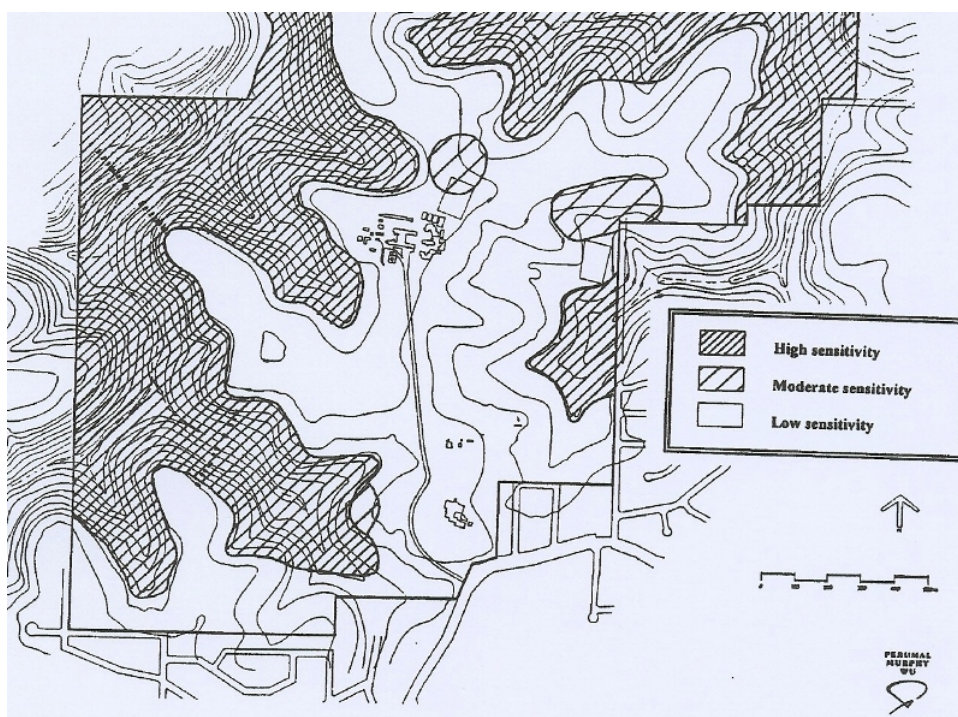 High sensitivity
Moderate sensitivity
Low sensitivity
PERUMAL
MURPHY
WU